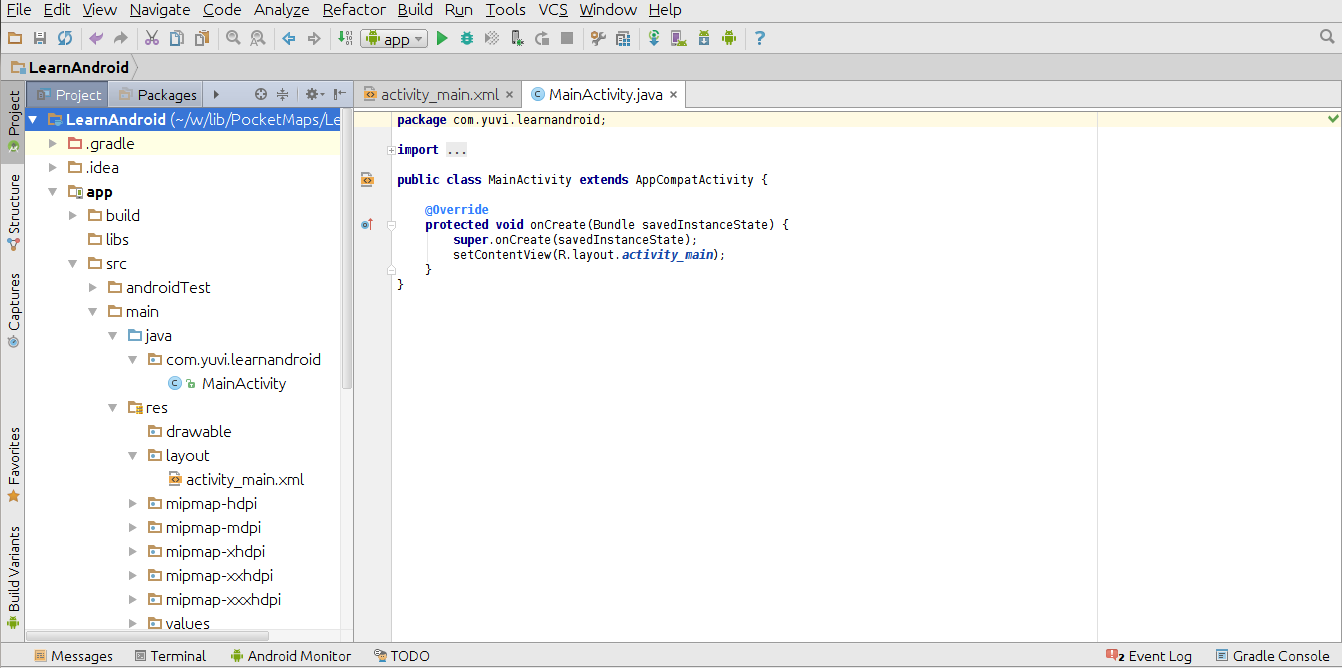 File Edit View Navigate Code Analyze Refactor Build Run Tools VCS Window Help
app
LearnAndroid
Project Packages
activity_main.xml MainActivity.java
Project
Structure
Captures
Favorites
Build Variants
LearnAndroid (~/w/lib/PocketMaps/Le
.gradle
.idea
app
build
libs
src
androidTest
main
java
com.yuvi.learnandroid
MainActivity
res
drawable
layout
activity_main.xml
mipmap-hdpi
mipmap-mdpi
mipmap-xhdpi
mipmap-xxhdpi
mipmap-xxxhdpi
values
package com.yuvi.learnandroid;
import ...
public class MainActivity extends AppCompatActivity {
@Override
protected void onCreate(Bundle savedInstanceState) {
super.onCreate(savedInstanceState);
setContentView(R.layout.activity_main);
}
}
Messages Terminal Android Monitor TODO 2 Event Log Gradle Console